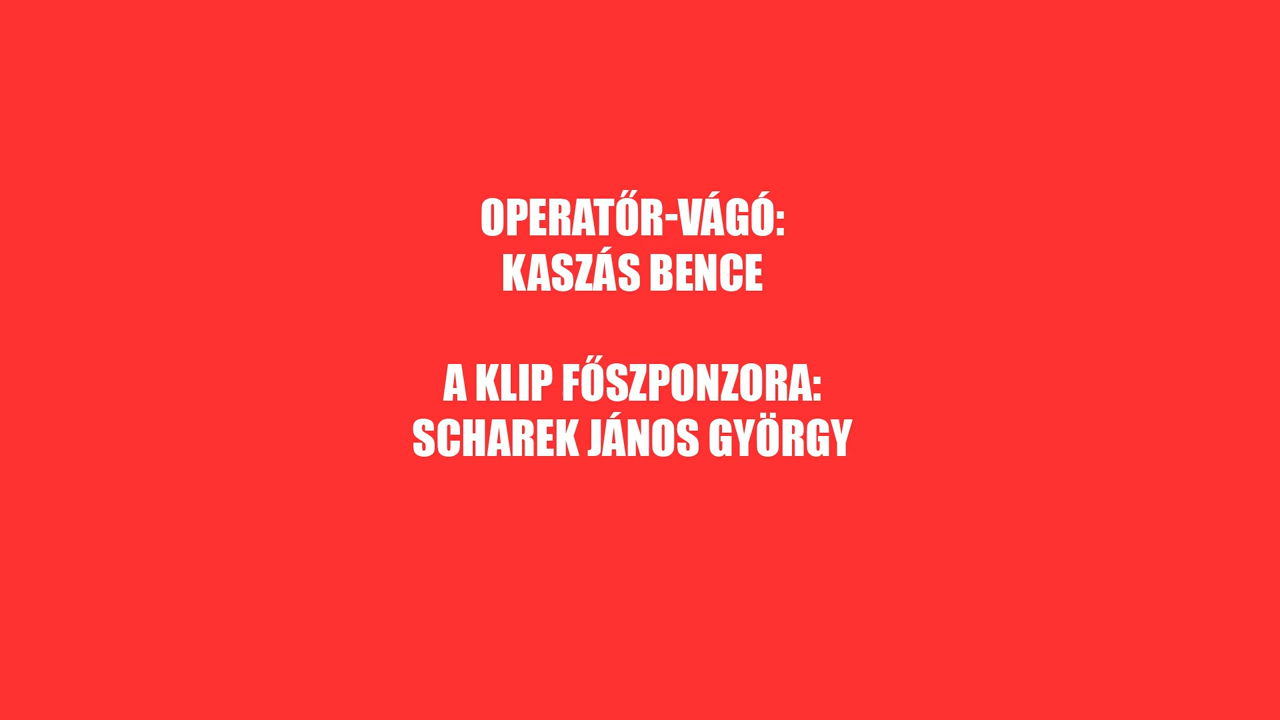 OPERATŐR-VÁGÓ:
KASZÁS BENCE
A KLIP FŐSZPONZORA:
SCHAREK JÁNOS GYÖRGY